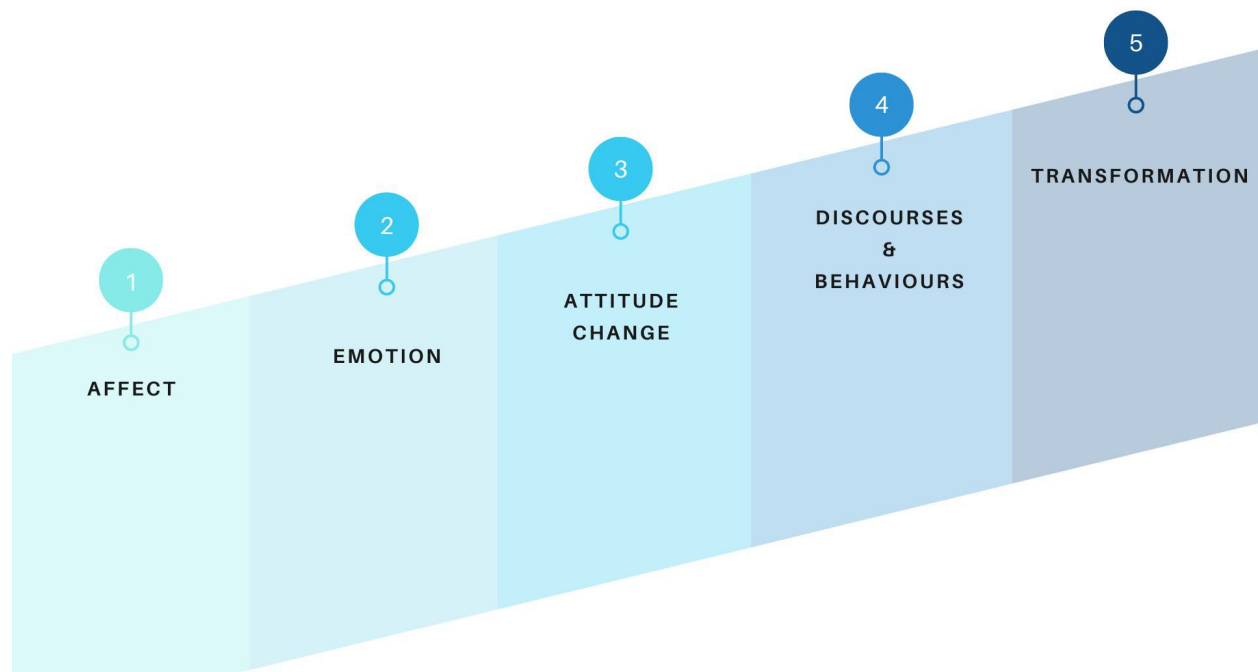 1
AFFECT
2
EMOTION
3
ATTITUDE
CHANGE
4
DISCOURSES
&
BEHAVIOURS
5
TRANSFORMATION